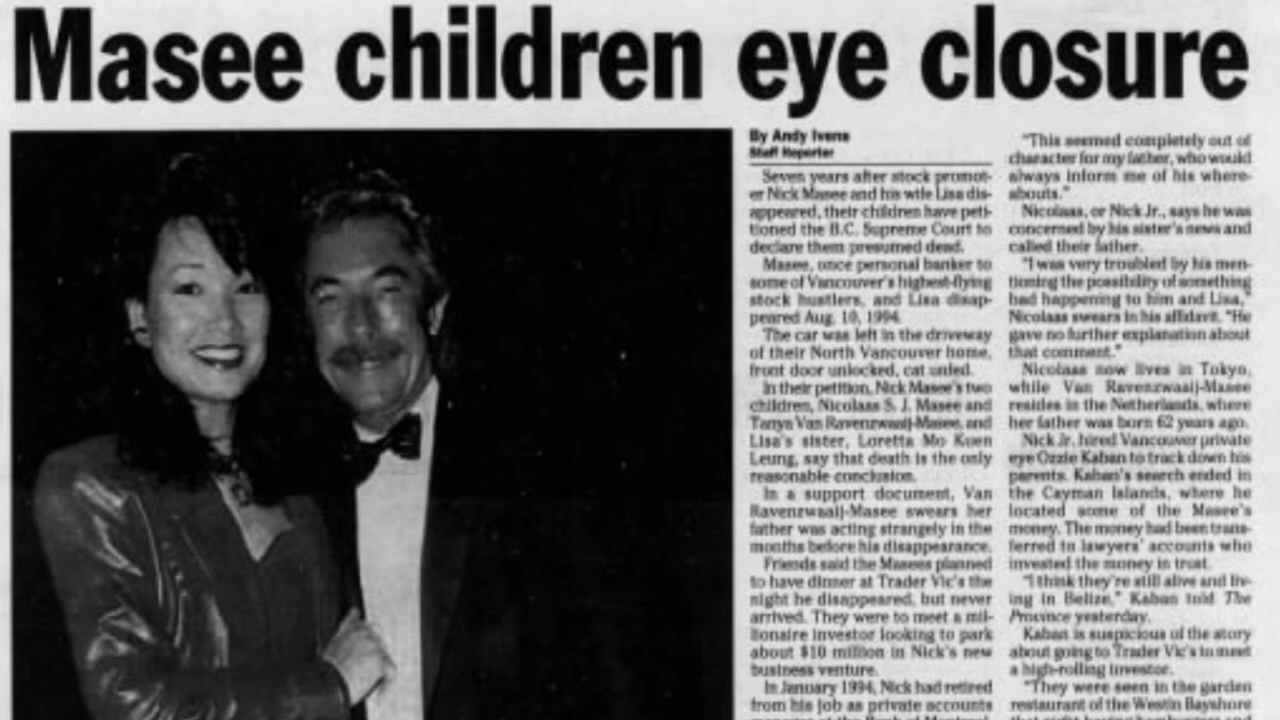 Masee children eye closure
By Andy Ivens
Staff Reporter
Seven years after stock promot-
er Nick Masee and his wife Lisa dis-
appeared, their children have peti-
tioned the B.C. Supreme Court to
declare them presumed dead.
Masee, once personal banker to
some of Vancouver's highest-flying
stock hustlers, and Lisa disap-
peared Aug. 10, 1994.
The car was left in the driveway
of their North Vancouver home,
front door unlocked, cat unfed.
In their petition, Nick Masee's two
children, Nicolaas S. J. Masee and
Tanya Van Ravenzwaaij-Masee, and
Lisa's sister, Loretta Mo Kuen
Leung, say that death is the only
reasonable conclusion.
In a support document, Van
Ravenzwaaij-Masee swears her
father was acting strangely in the
months before his disappearance.
Friends said the Masees planned
to have dinner at Trader Vic's the
night he disappeared, but never
arrived. They were to meet a mil-
lionaire investor looking to park
about $10 million in Nick's new
business venture.
In January 1994, Nick had retired
from his job as private accounts
manager at the Bank of Montreal,
"This seemed completely out of
character for my father, who would
always inform me of his where-
abouts."
Nicolaas, or Nick Jr., says he was
concerned by his sister's news and
called their father.
"I was very troubled by his men-
tioning the possibility of something
had happening to him and Lisa,"
Nicolaas swears in his affidavit. "He
gave no further explanation about
that comment."
Nicolaas now lives in Tokyo,
while Van Ravenzwaaij-Masee
resides in the Netherlands, where
her father was born 62 years ago.
Nick Jr. hired Vancouver private
eye Ozzie Kaban to track down his
parents. Kaban's search ended in
the Cayman Islands, where he
located some of the Masee's
money. The money had been trans-
ferred to lawyers' accounts who
invested the money in trust.
"I think they're still alive and liv-
ing in Belize," Kaban told The
Province yesterday.
Kaban is suspicious of the story
about going to Trader Vic's to meet
a high-rolling investor.
"They were seen in the garden
restaurant of the Westin Bayshore
that night having